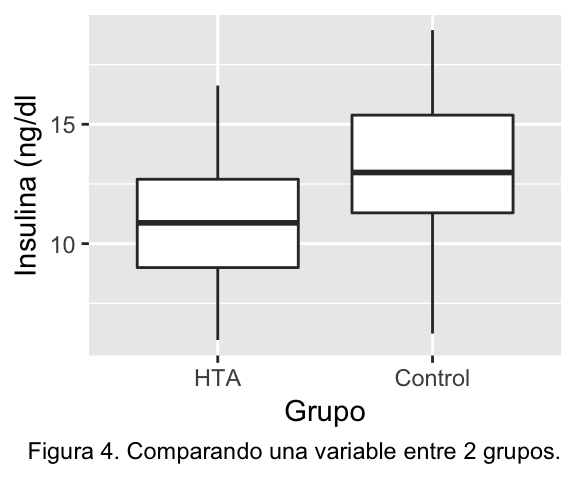 Insulina (ng/dl
15
10
HTA
Control
Grupo
Figura 4. Comparando una variable entre 2 grupos.